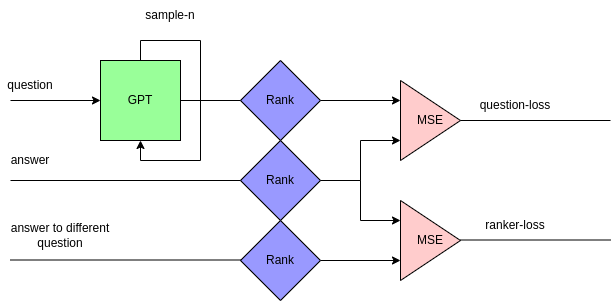 sample-n
question
GPT
Rank
MSE
question-loss
answer
Rank
answer to different
question
Rank
MSE
ranker-loss